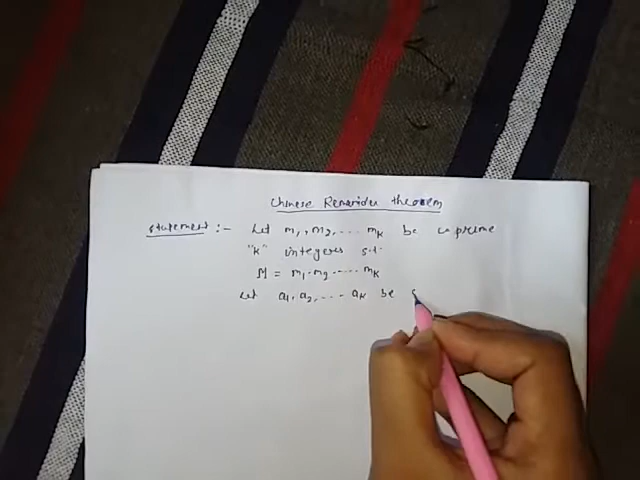 Chinese Remainder theorem
Statement :- Let m₁, m₂, .... mₖ be coprime
"k" integers s.t.
M = m₁. m₂. .... mₖ
Let a₁, a₂, ... aₖ be